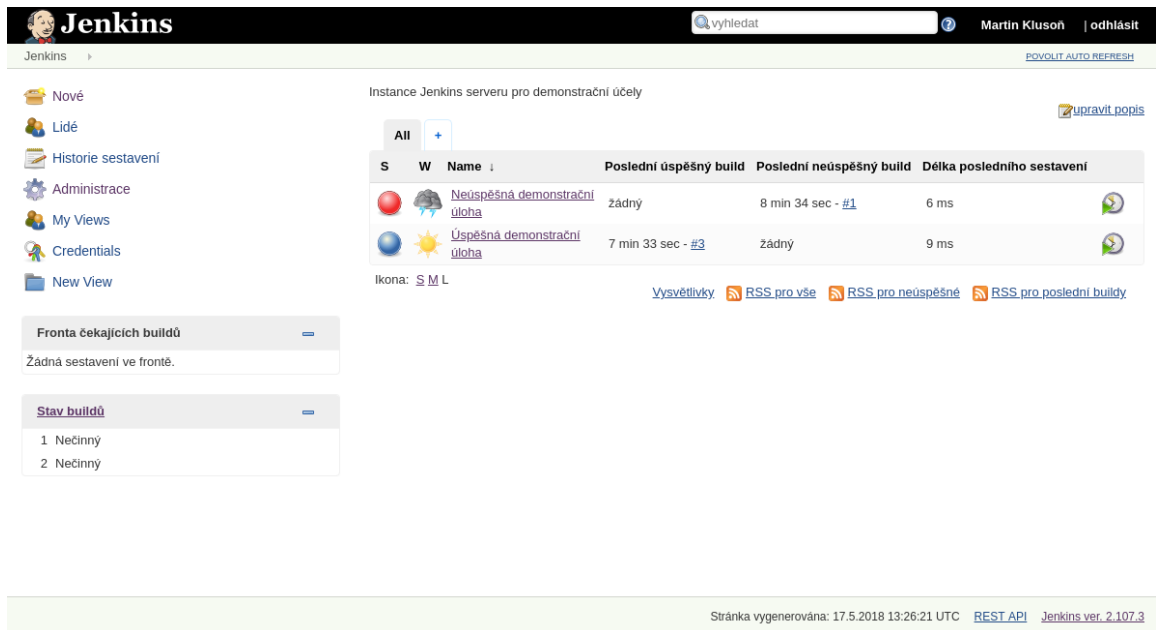 Jenkins
vyhledat
Martin Klusoň | odhlásit
Jenkins
POVOLIT AUTO REFRESH
Nové
Lidé
Historie sestavení
Administrace
My Views
Credentials
New View
Fronta čekajících buildů
Žádná sestavení ve frontě.
Stav buildů
1 Nečinný
2 Nečinný
Instance Jenkins serveru pro demonstrační účely
upravit popis
All +
S W Name ↓ Poslední úspěšný build Poslední neúspěšný build Délka posledního sestavení
Neúspěšná demonstrační
úloha
žádný 8 min 34 sec - #1 6 ms
Úspěšná demonstrační
úloha
7 min 33 sec - #3 žádný 9 ms
Ikona: S M L
Vysvětlivky RSS pro vše RSS pro neúspěšné RSS pro poslední buildy
Stránka vygenerována: 17.5.2018 13:26:21 UTC REST API Jenkins ver. 2.107.3